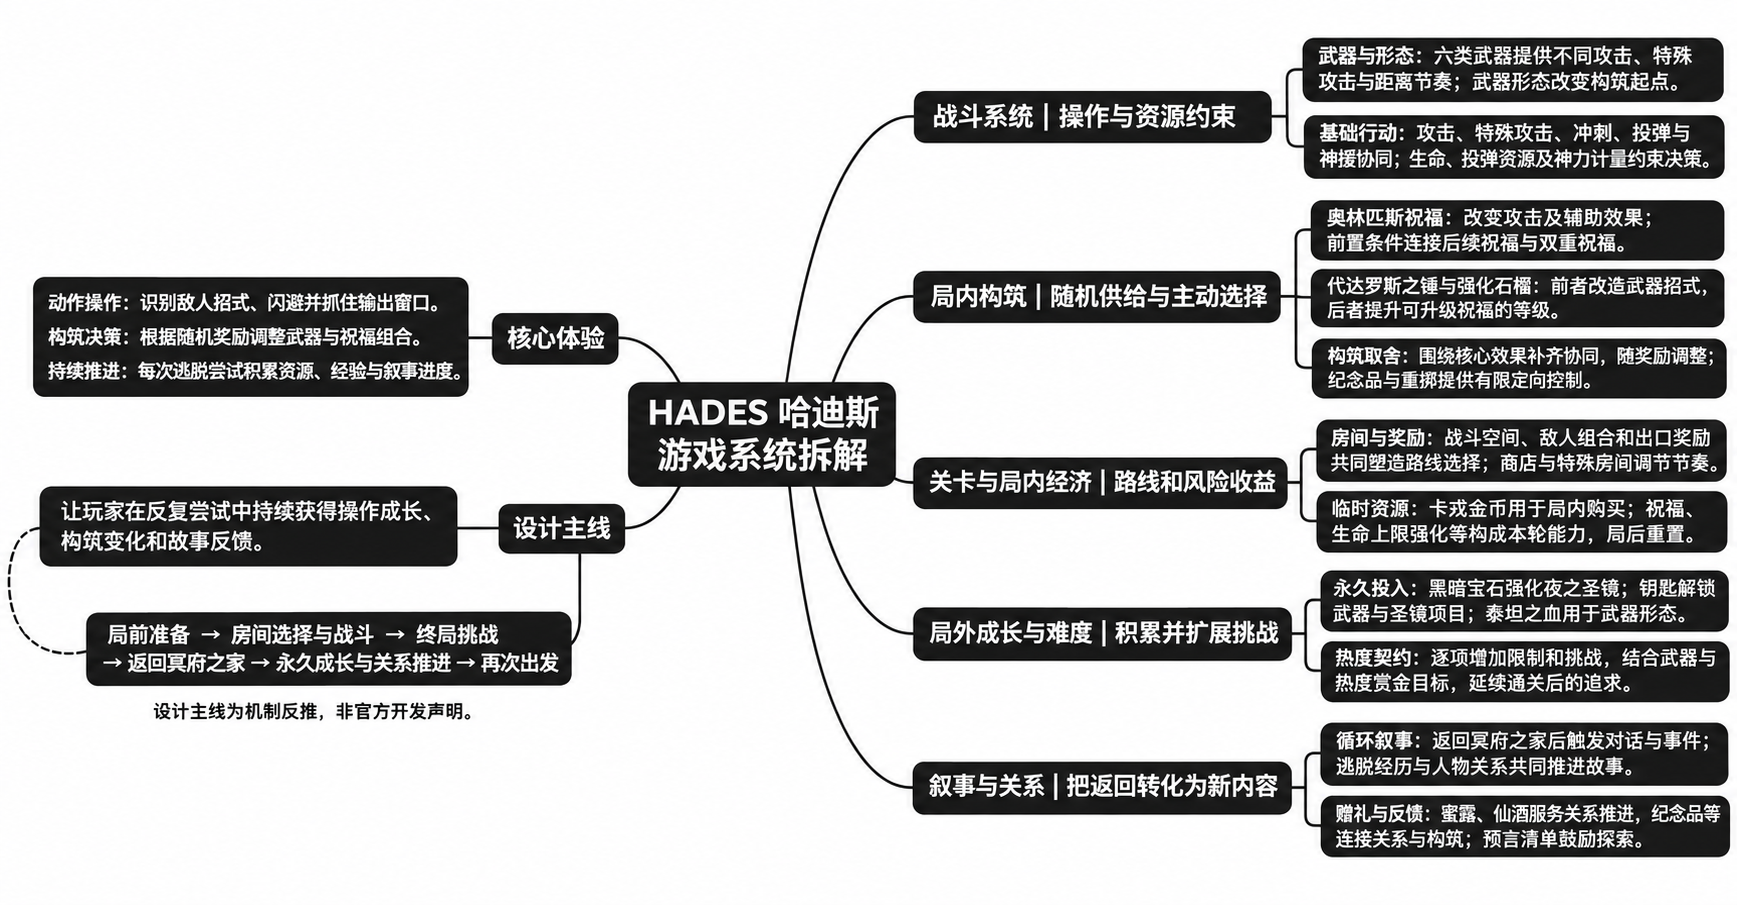 HADES 哈迪斯
游戏系统拆解
核心体验
动作操作：识别敌人招式、闪避并抓住输出窗口。
构筑决策：根据随机奖励调整武器与祝福组合。
持续推进：每次逃脱尝试积累资源、经验与叙事进度。
设计主线
让玩家在反复尝试中持续获得操作成长、
构筑变化和故事反馈。
局前准备 → 房间选择与战斗 → 终局挑战
→ 返回冥府之家 → 永久成长与关系推进 → 再次出发
设计主线为机制反推，非官方开发声明。
战斗系统 | 操作与资源约束
武器与形态：六类武器提供不同攻击、特殊
攻击与距离节奏；武器形态改变构筑起点。
基础行动：攻击、特殊攻击、冲刺、投弹与
神援协同；生命、投弹资源及神力计量约束决策。
局内构筑 | 随机供给与主动选择
奥林匹斯祝福：改变攻击及辅助效果；
前置条件连接后续祝福与双重祝福。
代达罗斯之锤与强化石榴：前者改造武器招式，
后者提升可升级祝福的等级。
构筑取舍：围绕核心效果补齐协同，随奖励调整；
纪念品与重掷提供有限定向控制。
关卡与局内经济 | 路线和风险收益
房间与奖励：战斗空间、敌人组合和出口奖励
共同塑造路线选择；商店与特殊房间调节节奏。
临时资源：卡戎金币用于局内购买；祝福、
生命上限强化等构成本轮能力，局后重置。
局外成长与难度 | 积累并扩展挑战
永久投入：黑暗宝石强化夜之圣镜；钥匙解锁
武器与圣镜项目；泰坦之血用于武器形态。
热度契约：逐项增加限制和挑战，结合武器与
热度赏金目标，延续通关后的追求。
叙事与关系 | 把返回转化为新内容
循环叙事：返回冥府之家后触发对话与事件；
逃脱经历与人物关系共同推进故事。
赠礼与反馈：蜜露、仙酒服务关系推进，纪念品等
连接关系与构筑；预言清单鼓励探索。